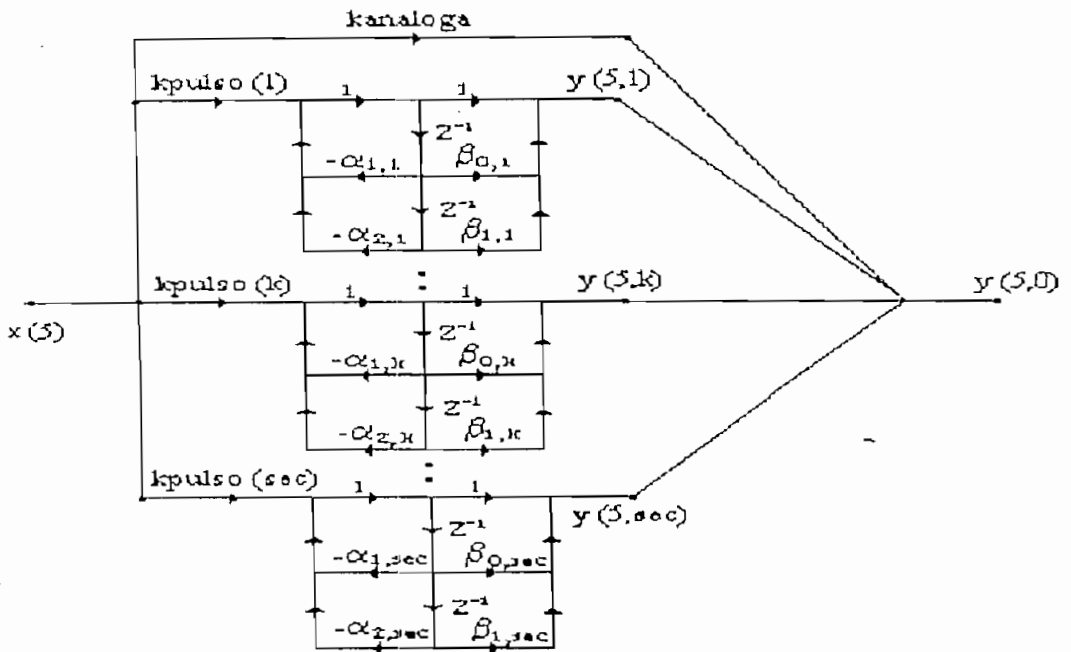 kanaloga
kpulso (1) 1 1 y (5,1)
Z⁻¹
-α₁,₁ β₀,₁
Z⁻¹
-α₂,₁ β₁,₁
:
kpulso (k) 1 1 y (5,k) y (5,0)
x (5)
Z⁻¹
-α₁,ₖ β₀,ₖ
Z⁻¹
-α₂,ₖ β₁,ₖ
:
kpulso (sec) 1 1 y (5,sec)
Z⁻¹
-α₁,sec β₀,sec
Z⁻¹
-α₂,sec β₁,sec